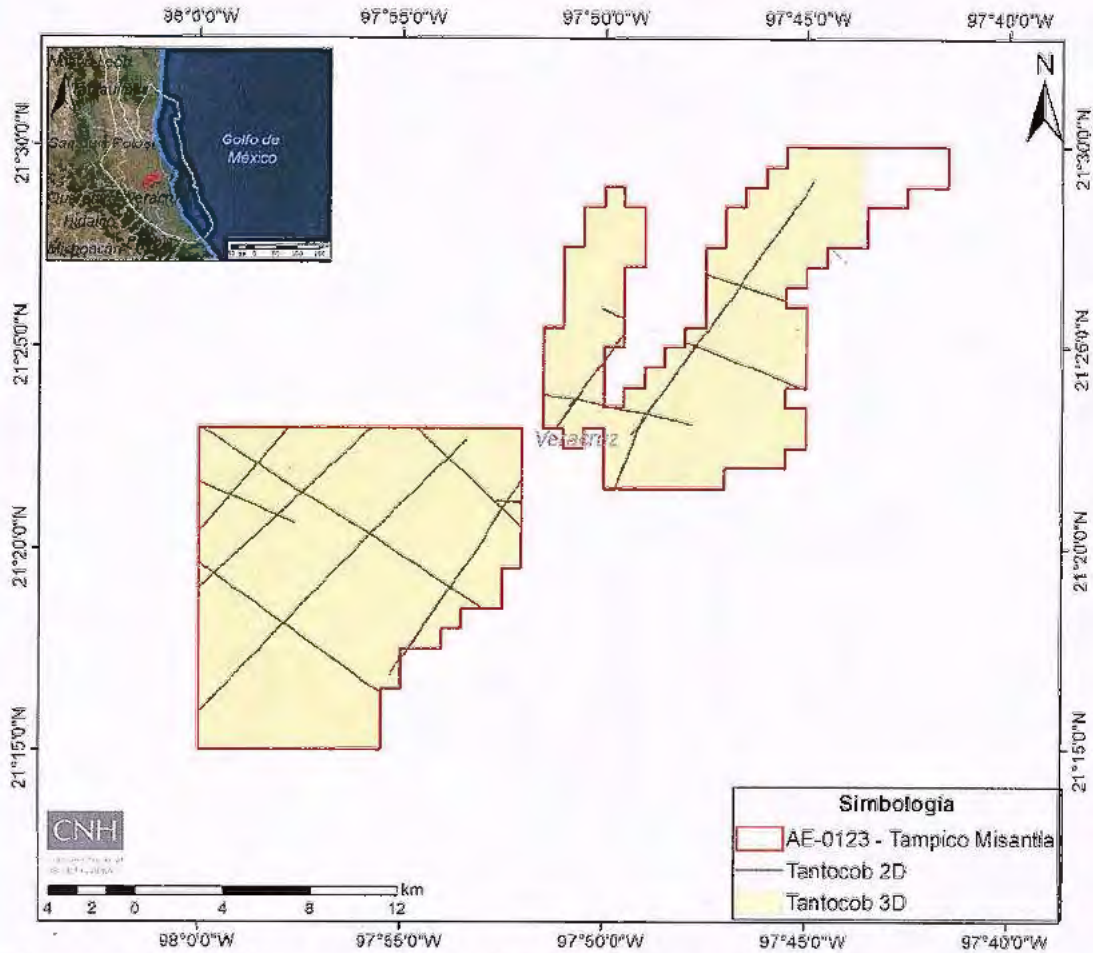 98°0'0"W 97°55'0"W 97°50'0"W 97°45'0"W 97°40'0"W
Golfo de
México
Hidalgo
Michoacán
N
21°30'0"N 21°30'0"N
21°25'0"N 21°25'0"N
Veracruz
21°20'0"N 21°20'0"N
21°15'0"N 21°15'0"N
Simbología
AE-0123 - Tampico Misantla
Tantocob 2D
Tantocob 3D
CNH
km
4 2 0 4 8 12
98°0'0"W 97°55'0"W 97°50'0"W 97°45'0"W 97°40'0"W